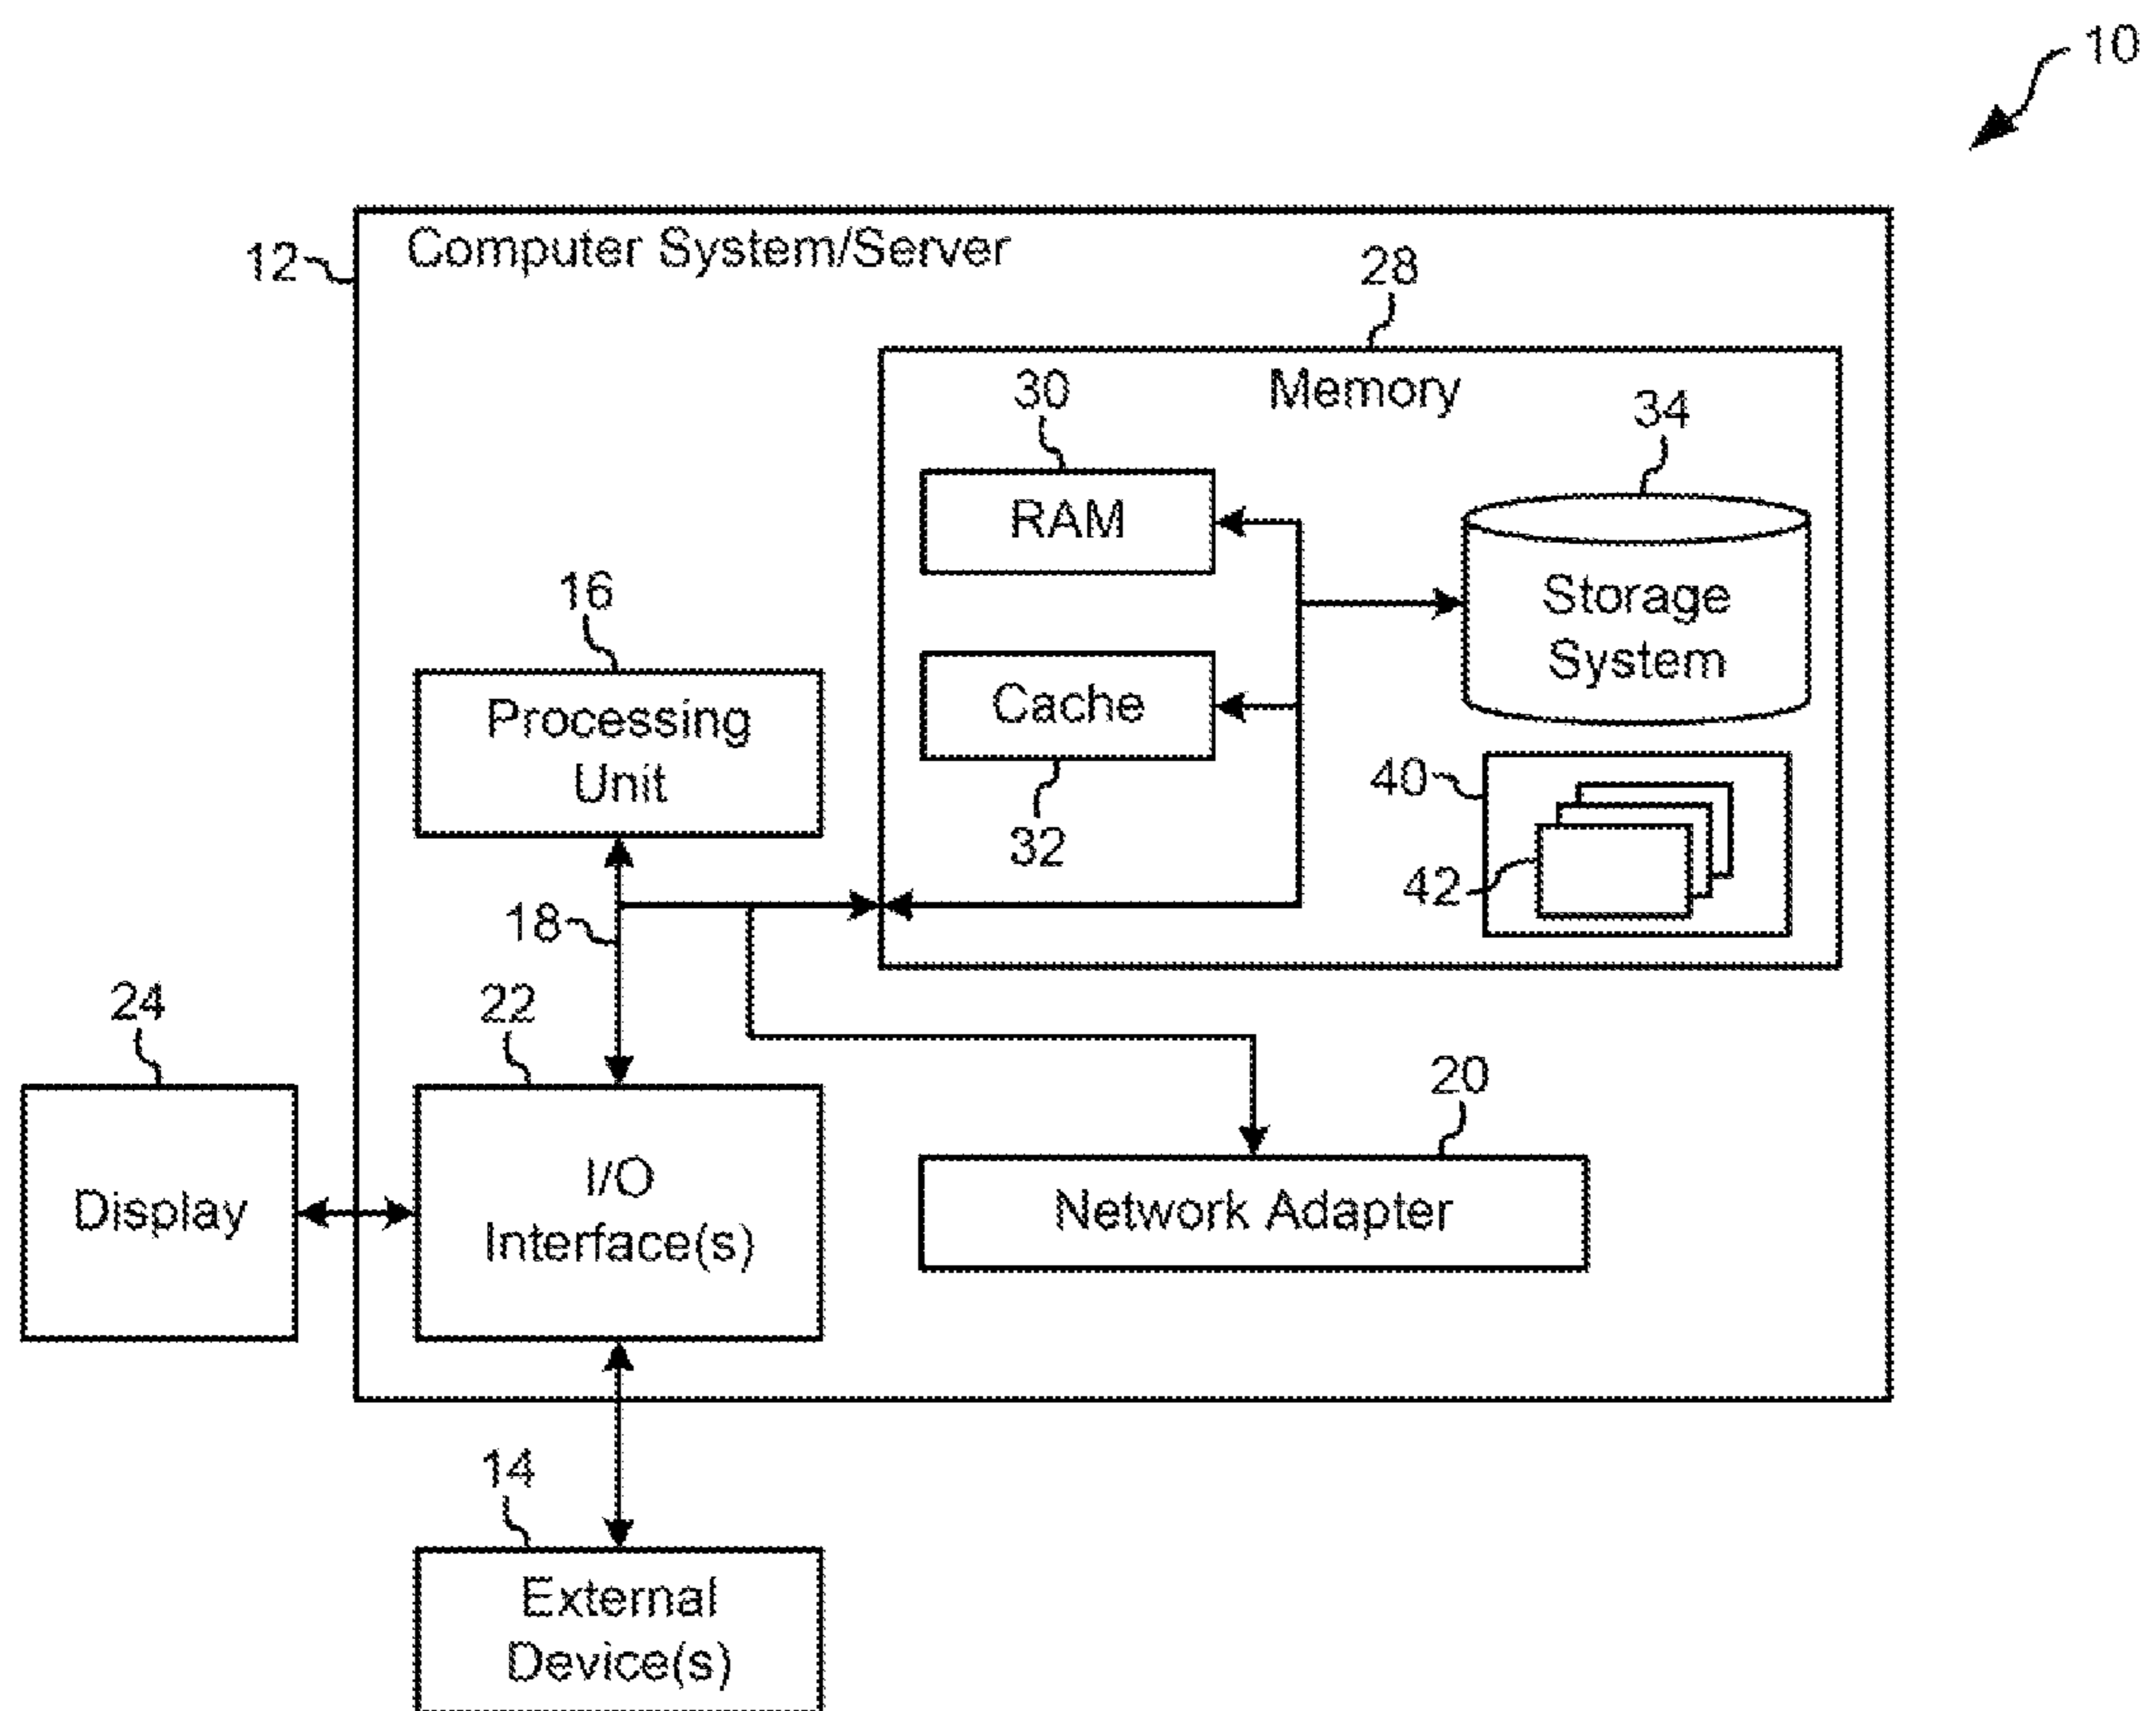 10
12
Computer System/Server
28
Memory
30
34
RAM
Storage
System
16
Processing
Unit
Cache
32
40
42
18
24
22
20
Display
I/O
Interface(s)
Network Adapter
14
External
Device(s)